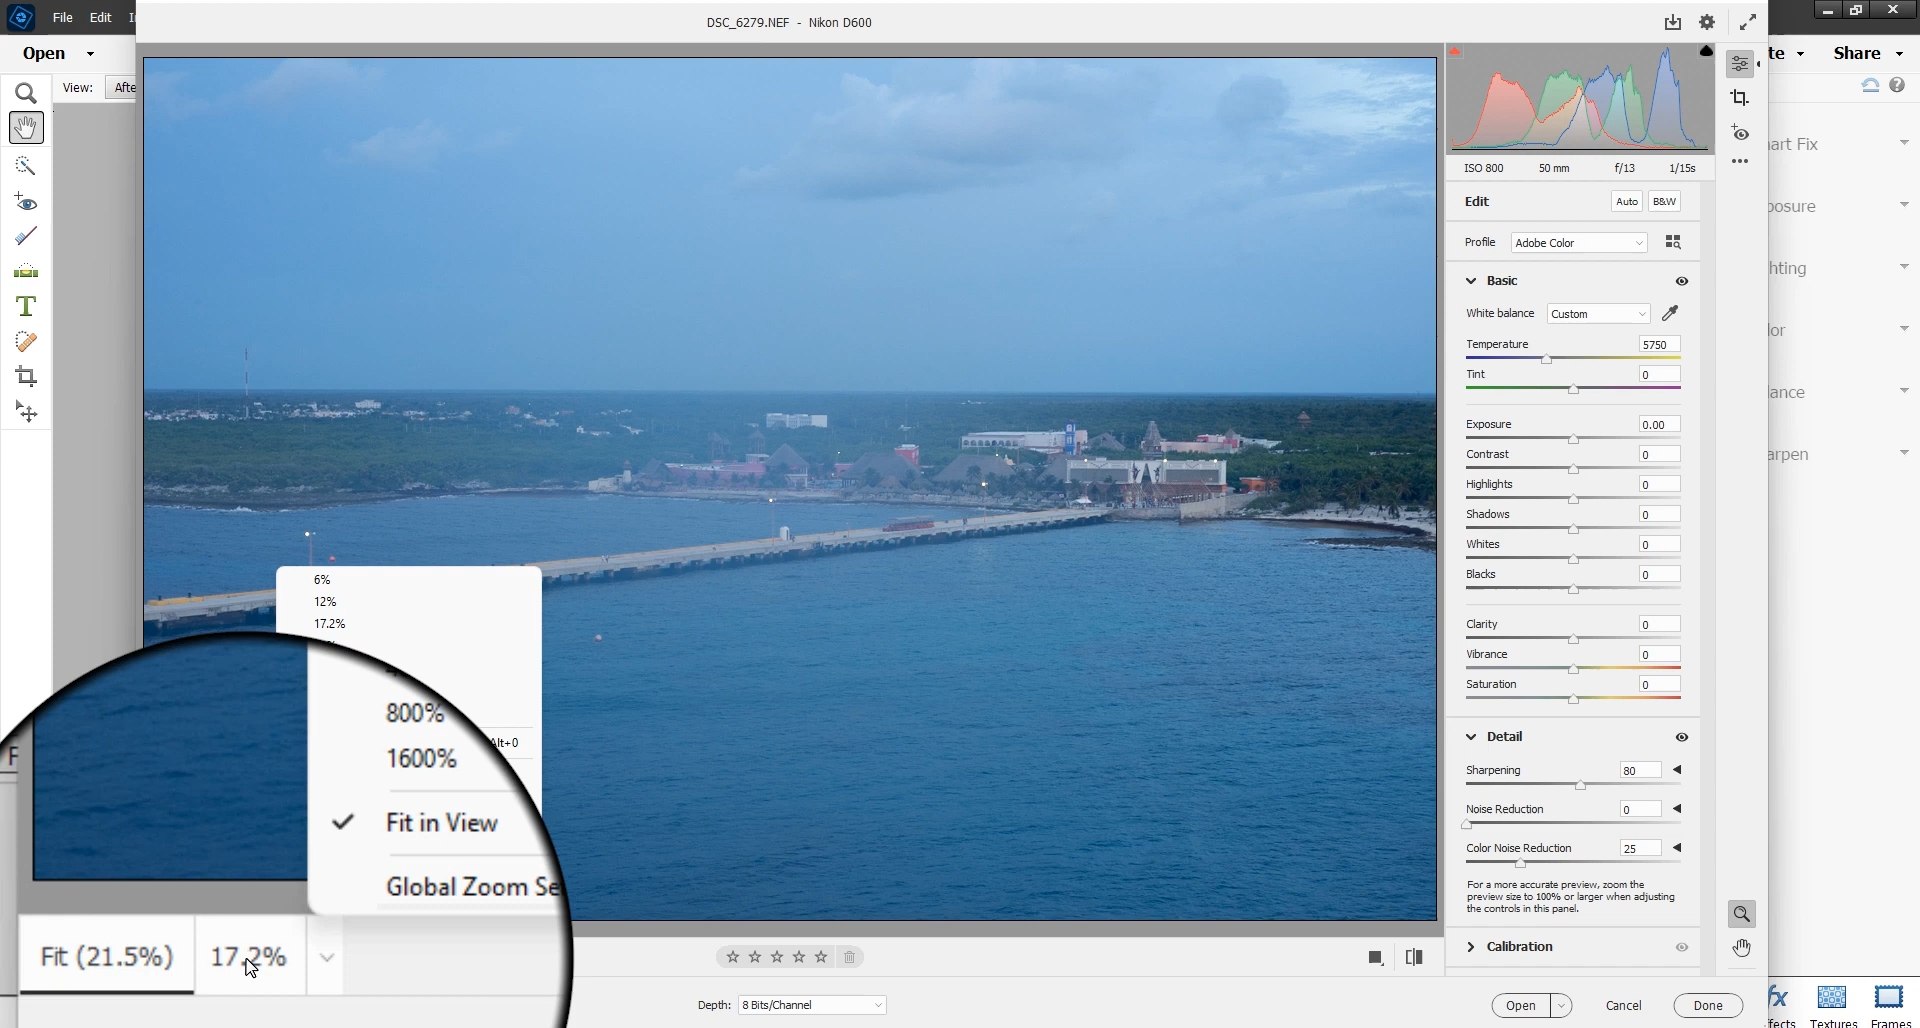 File Edit
DSC_6279.NEF - Nikon D600
Open
Share
View:
ISO 800 50 mm f/13 1/15s
Edit Auto B&W
Profile Adobe Color
Basic
White balance Custom
Temperature 5750
Tint 0
Exposure 0.00
Contrast 0
Highlights 0
Shadows 0
Whites 0
Blacks 0
Clarity 0
Vibrance 0
Saturation 0
Detail
Sharpening 80
Noise Reduction 0
Color Noise Reduction 25
For a more accurate preview, zoom the
preview size to 100% or larger when adjusting
the controls in this panel.
Calibration
6%
12%
17.2%
800%
Alt+0
1600%
Fit in View
Global Zoom Se
Fit (21.5%) 17.2%
Depth: 8 Bits/Channel
Open Cancel Done
art Fix
posure
hting
lor
lance
arpen
fx
ffects Textures Frames